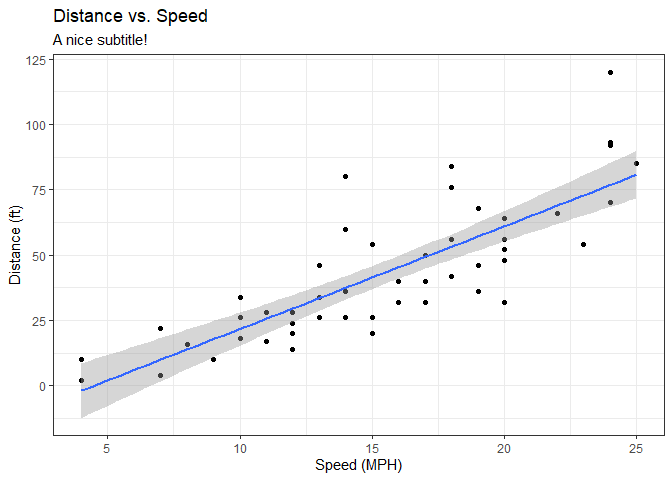 Distance vs. Speed
A nice subtitle!
125
100
75
50
25
0
Distance (ft)
5 10 15 20 25
Speed (MPH)